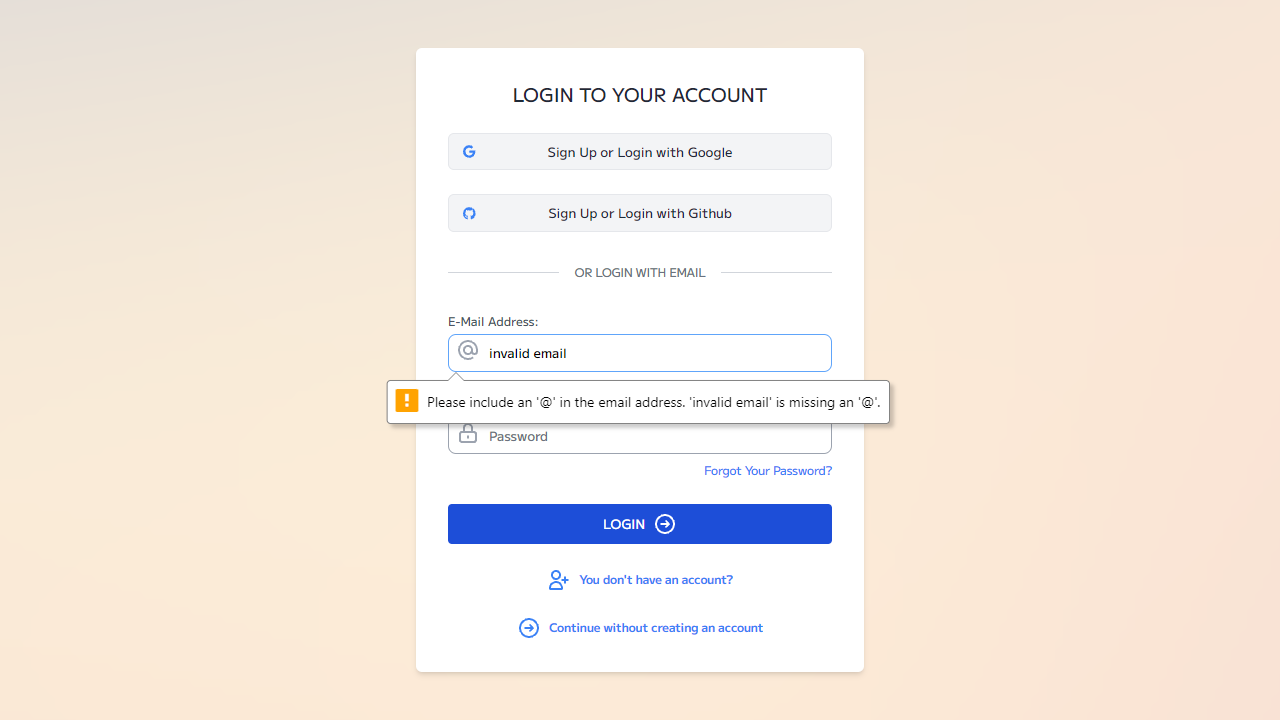 LOGIN TO YOUR ACCOUNT
Sign Up or Login with Google
Sign Up or Login with Github
OR LOGIN WITH EMAIL
E-Mail Address:
invalid email
Please include an '@' in the email address. 'invalid email' is missing an '@'.
Password
Forgot Your Password?
LOGIN
You don't have an account?
Continue without creating an account